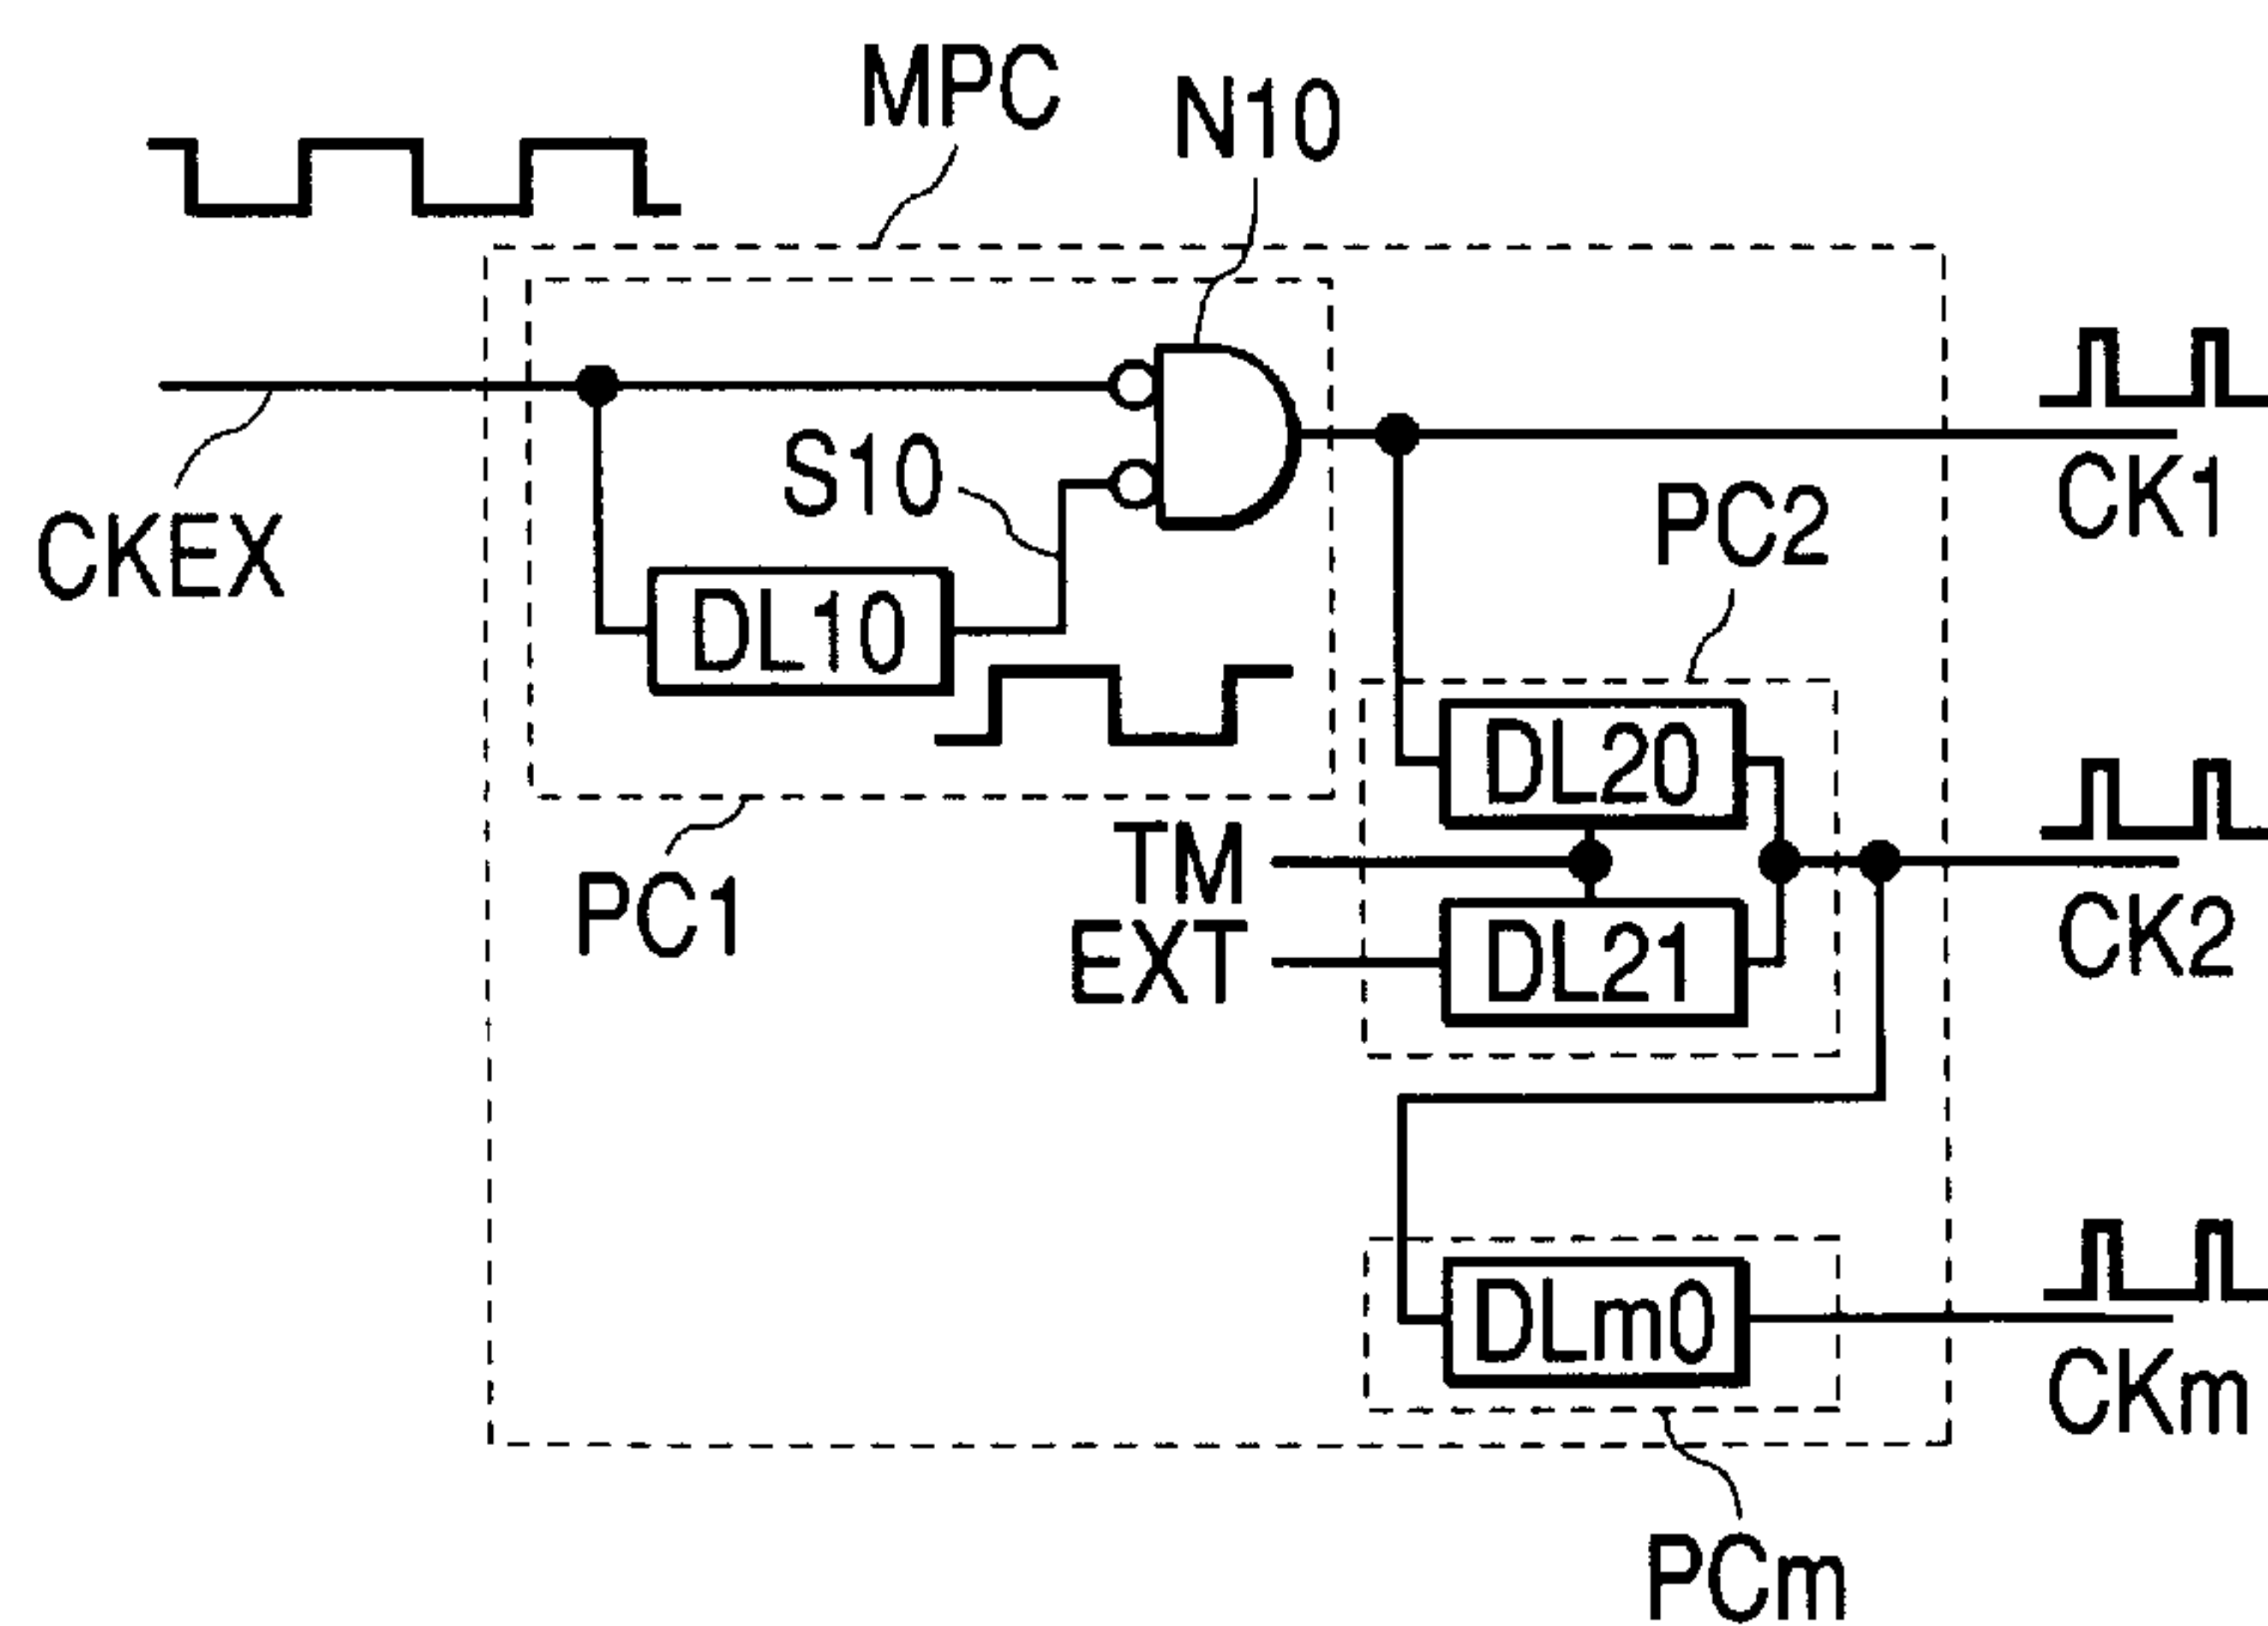 MPC
N10
CKEX
S10
DL10
PC1
CK1
PC2
DL20
TM
EXT
DL21
CK2
DLm0
CKm
PCm